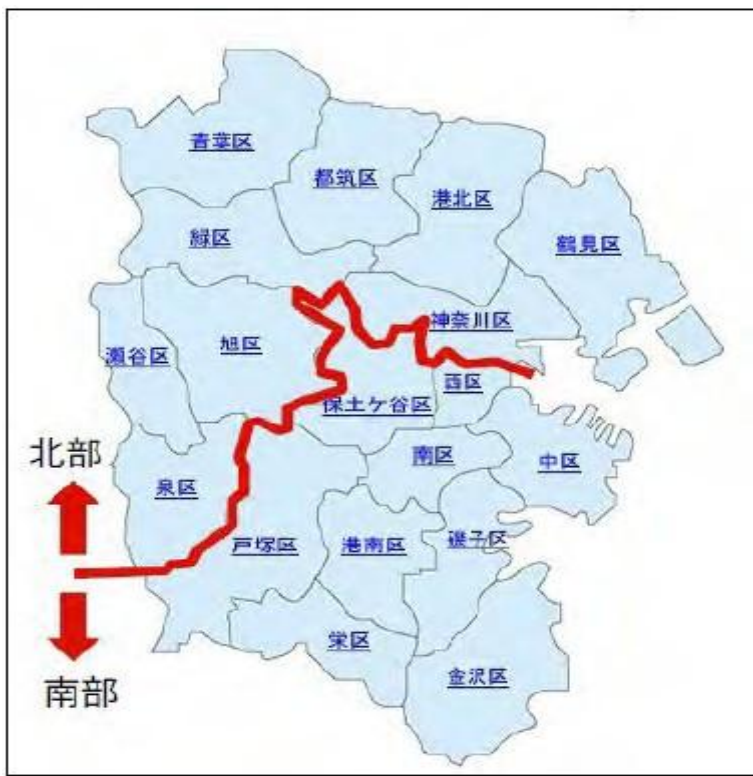 青葉区
都筑区
港北区
緑区
鶴見区
神奈川区
瀬谷区
旭区
西区
保土ケ谷区
南区
中区
北部
泉区
戸塚区
港南区
磯子区
栄区
金沢区
南部